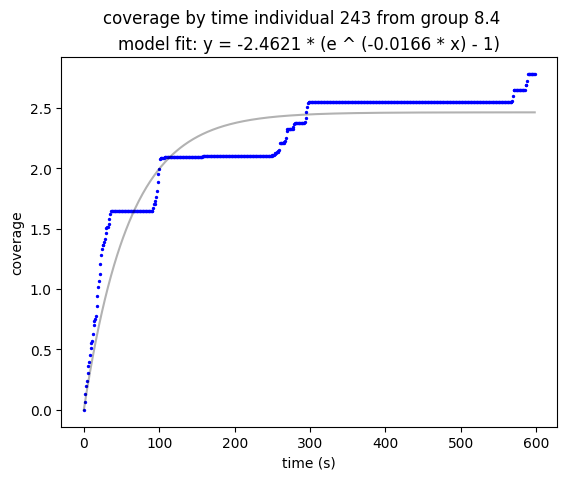 coverage by time individual 243 from group 8.4
model fit: y = -2.4621 * (e ^ (-0.0166 * x) - 1)
2.5
2.0
1.5
1.0
0.5
0.0
coverage
0 100 200 300 400 500 600
time (s)